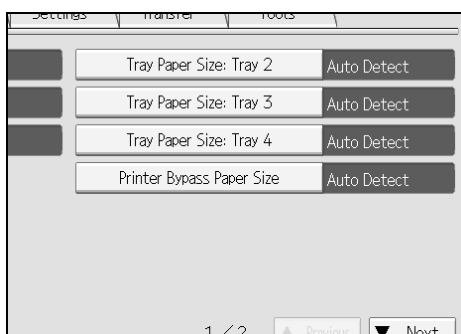 Settings Transfer Tools
Tray Paper Size: Tray 2 Auto Detect
Tray Paper Size: Tray 3 Auto Detect
Tray Paper Size: Tray 4 Auto Detect
Printer Bypass Paper Size Auto Detect
1 / 2 ▲ Previous ▼ Next